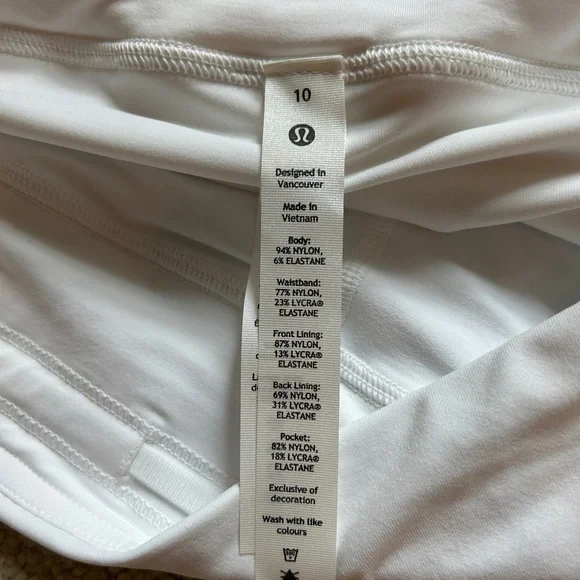 10
Designed in
Vancouver
Made in
Vietnam
Body:
94% NYLON,
6% ELASTANE
Waistband:
77% NYLON,
23% LYCRA®
ELASTANE
Front Lining:
87% NYLON,
13% LYCRA®
ELASTANE
Back Lining:
69% NYLON,
31% LYCRA®
ELASTANE
Pocket:
82% NYLON,
18% LYCRA®
ELASTANE
Exclusive of
decoration
Wash with like
colours